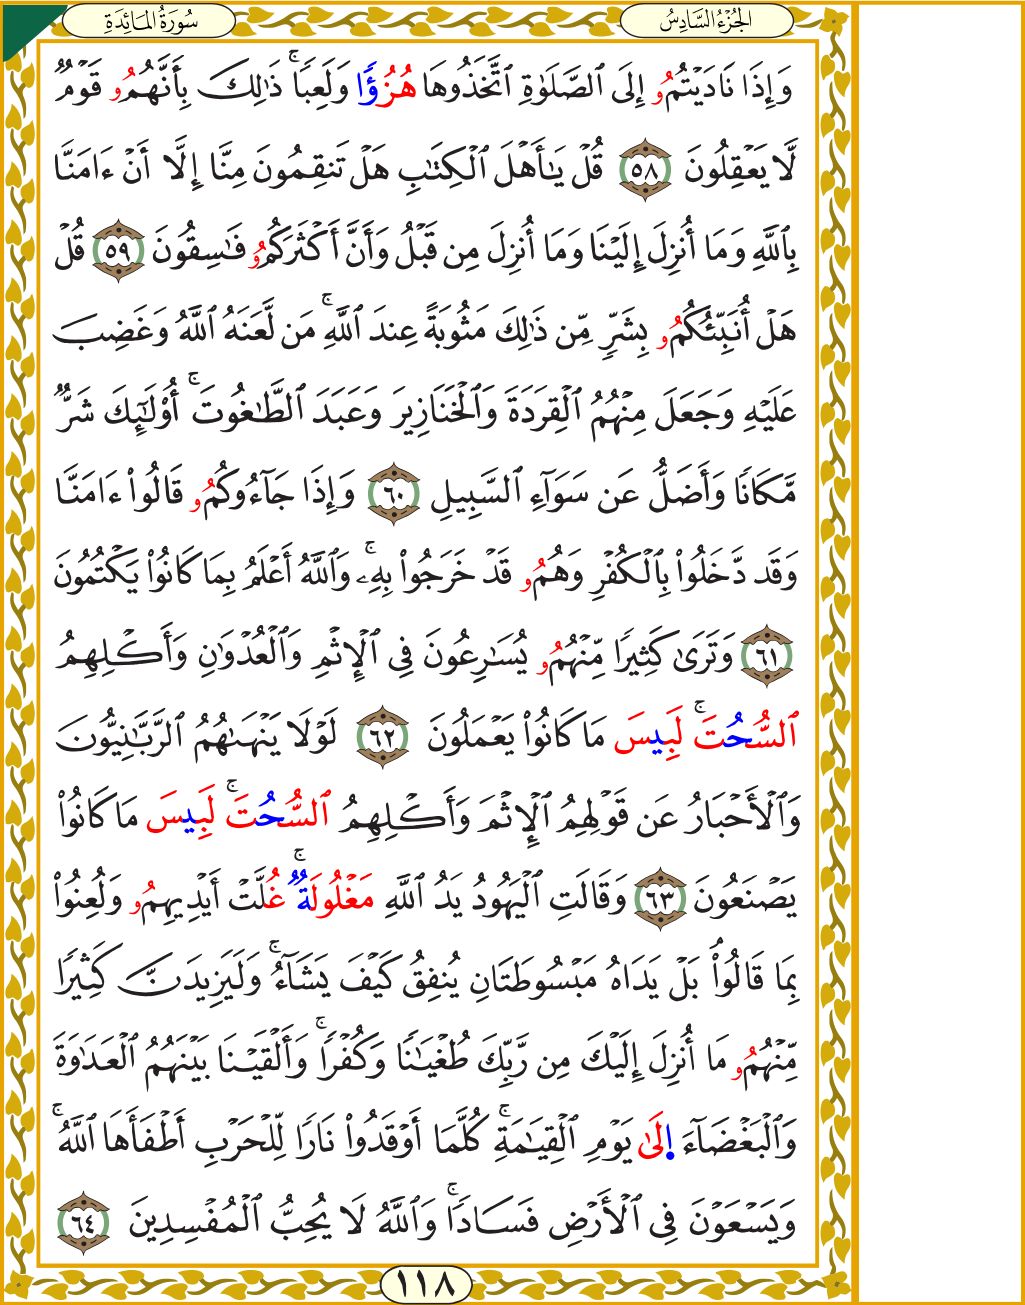 الجُزْءُ السَّادِسُ
سُورَةُ المَائِدَةِ
وَإِذَا نَادَيْتُمُۥ إِلَى ٱلصَّلَوٰةِ ٱتَّخَذُوهَا هُزُؤًا وَلَعِبًاۚ ذَٰلِكَ بِأَنَّهُمُۥ قَوْمٌ
لَّا يَعْقِلُونَ ٥٨ قُلْ يَـٰأَهْلَ ٱلْكِتَـٰبِ هَلْ تَنقِمُونَ مِنَّا إِلَّا أَنْ ءَامَنَّا
بِٱللَّهِ وَمَا أُنزِلَ إِلَيْنَا وَمَا أُنزِلَ مِن قَبْلُ وَأَنَّ أَكْثَرَكُمُۥ فَـٰسِقُونَ ٥٩ قُلْ
هَلْ أُنَبِّئُكُمُۥ بِشَرٍّ مِّن ذَٰلِكَ مَثُوبَةً عِندَ ٱللَّهِۚ مَن لَّعَنَهُ ٱللَّهُ وَغَضِبَ
عَلَيْهِ وَجَعَلَ مِنْهُمُ ٱلْقِرَدَةَ وَٱلْخَنَازِيرَ وَعَبَدَ ٱلطَّـٰغُوتَۚ أُوْلَـٰٓئِكَ شَرٌّ
مَّكَانًا وَأَضَلُّ عَن سَوَآءِ ٱلسَّبِيلِ ٦٠ وَإِذَا جَآءُوكُمُۥ قَالُواْ ءَامَنَّا
وَقَد دَّخَلُواْ بِٱلْكُفْرِ وَهُمُۥ قَدْ خَرَجُواْ بِهِۦۚ وَٱللَّهُ أَعْلَمُ بِمَا كَانُواْ يَكْتُمُونَ
٦١ وَتَرَىٰ كَثِيرًا مِّنْهُمُۥ يُسَـٰرِعُونَ فِى ٱلْإِثْمِ وَٱلْعُدْوَٰنِ وَأَكْلِهِمُ
ٱلسُّحُتَۚ لَبِيسَ مَا كَانُواْ يَعْمَلُونَ ٦٢ لَوْلَا يَنْهَىٰهُمُ ٱلرَّبَّـٰنِيُّونَ
وَٱلْأَحْبَارُ عَن قَوْلِهِمُ ٱلْإِثْمَ وَأَكْلِهِمُ ٱلسُّحُتَۚ لَبِيسَ مَا كَانُواْ
يَصْنَعُونَ ٦٣ وَقَالَتِ ٱلْيَهُودُ يَدُ ٱللَّهِ مَغْلُولَةٌۚ غُلَّتْ أَيْدِيهِمُۥ وَلُعِنُواْ
بِمَا قَالُواْۘ بَلْ يَدَاهُ مَبْسُوطَتَانِ يُنفِقُ كَيْفَ يَشَآءُۚ وَلَيَزِيدَنَّ كَثِيرًا
مِّنْهُمُۥ مَا أُنزِلَ إِلَيْكَ مِن رَّبِّكَ طُغْيَـٰنًا وَكُفْرًاۚ وَأَلْقَيْنَا بَيْنَهُمُ ٱلْعَدَاوَةَ
وَٱلْبَغْضَآءَ اِلَىٰ يَوْمِ ٱلْقِيَـٰمَةِۚ كُلَّمَا أَوْقَدُواْ نَارًا لِّلْحَرْبِ أَطْفَأَهَا ٱللَّهُۚ
وَيَسْعَوْنَ فِى ٱلْأَرْضِ فَسَادًاۚ وَٱللَّهُ لَا يُحِبُّ ٱلْمُفْسِدِينَ ٦٤
١١٨